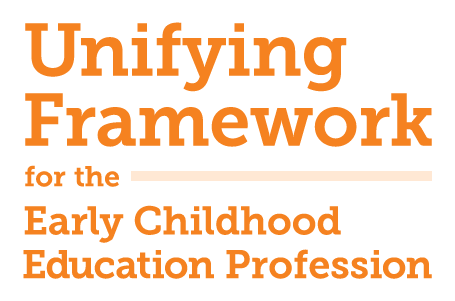 Unifying
Framework
for the
Early Childhood
Education Profession